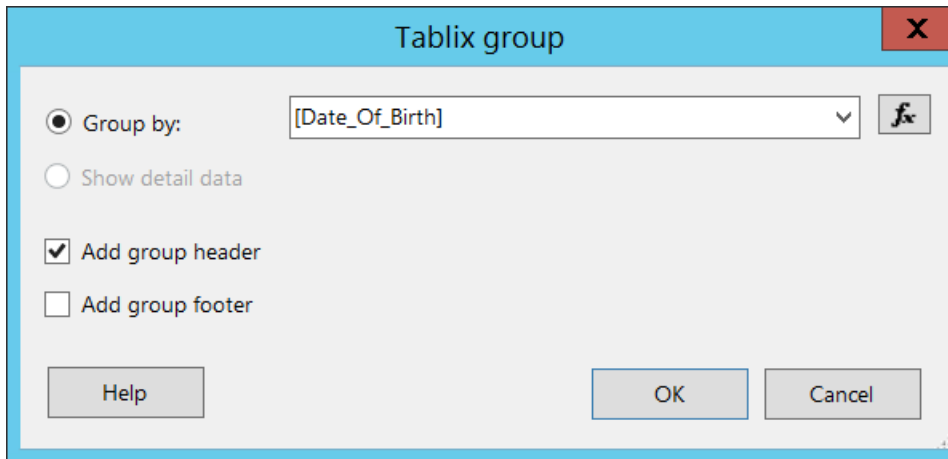 Tablix group
X
Group by: [Date_Of_Birth] fx
Show detail data
Add group header
Add group footer
Help OK Cancel